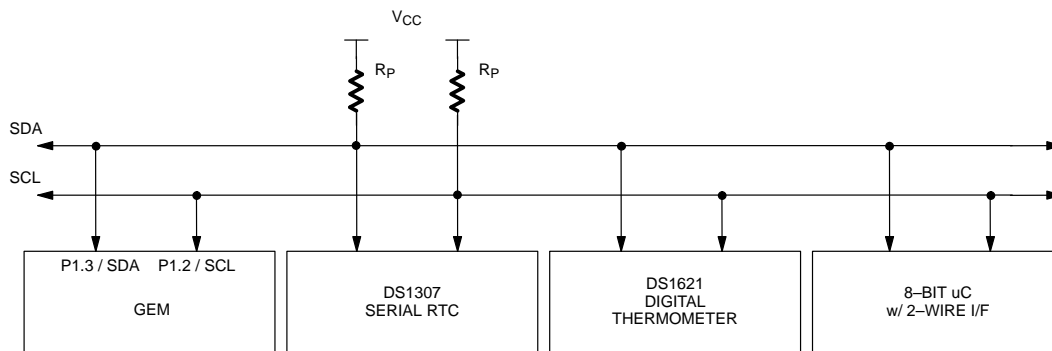 VCC
RP RP
SDA
SCL
P1.3 / SDA P1.2 / SCL
GEM
DS1307
SERIAL RTC
DS1621
DIGITAL
THERMOMETER
8–BIT uC
w/ 2–WIRE I/F